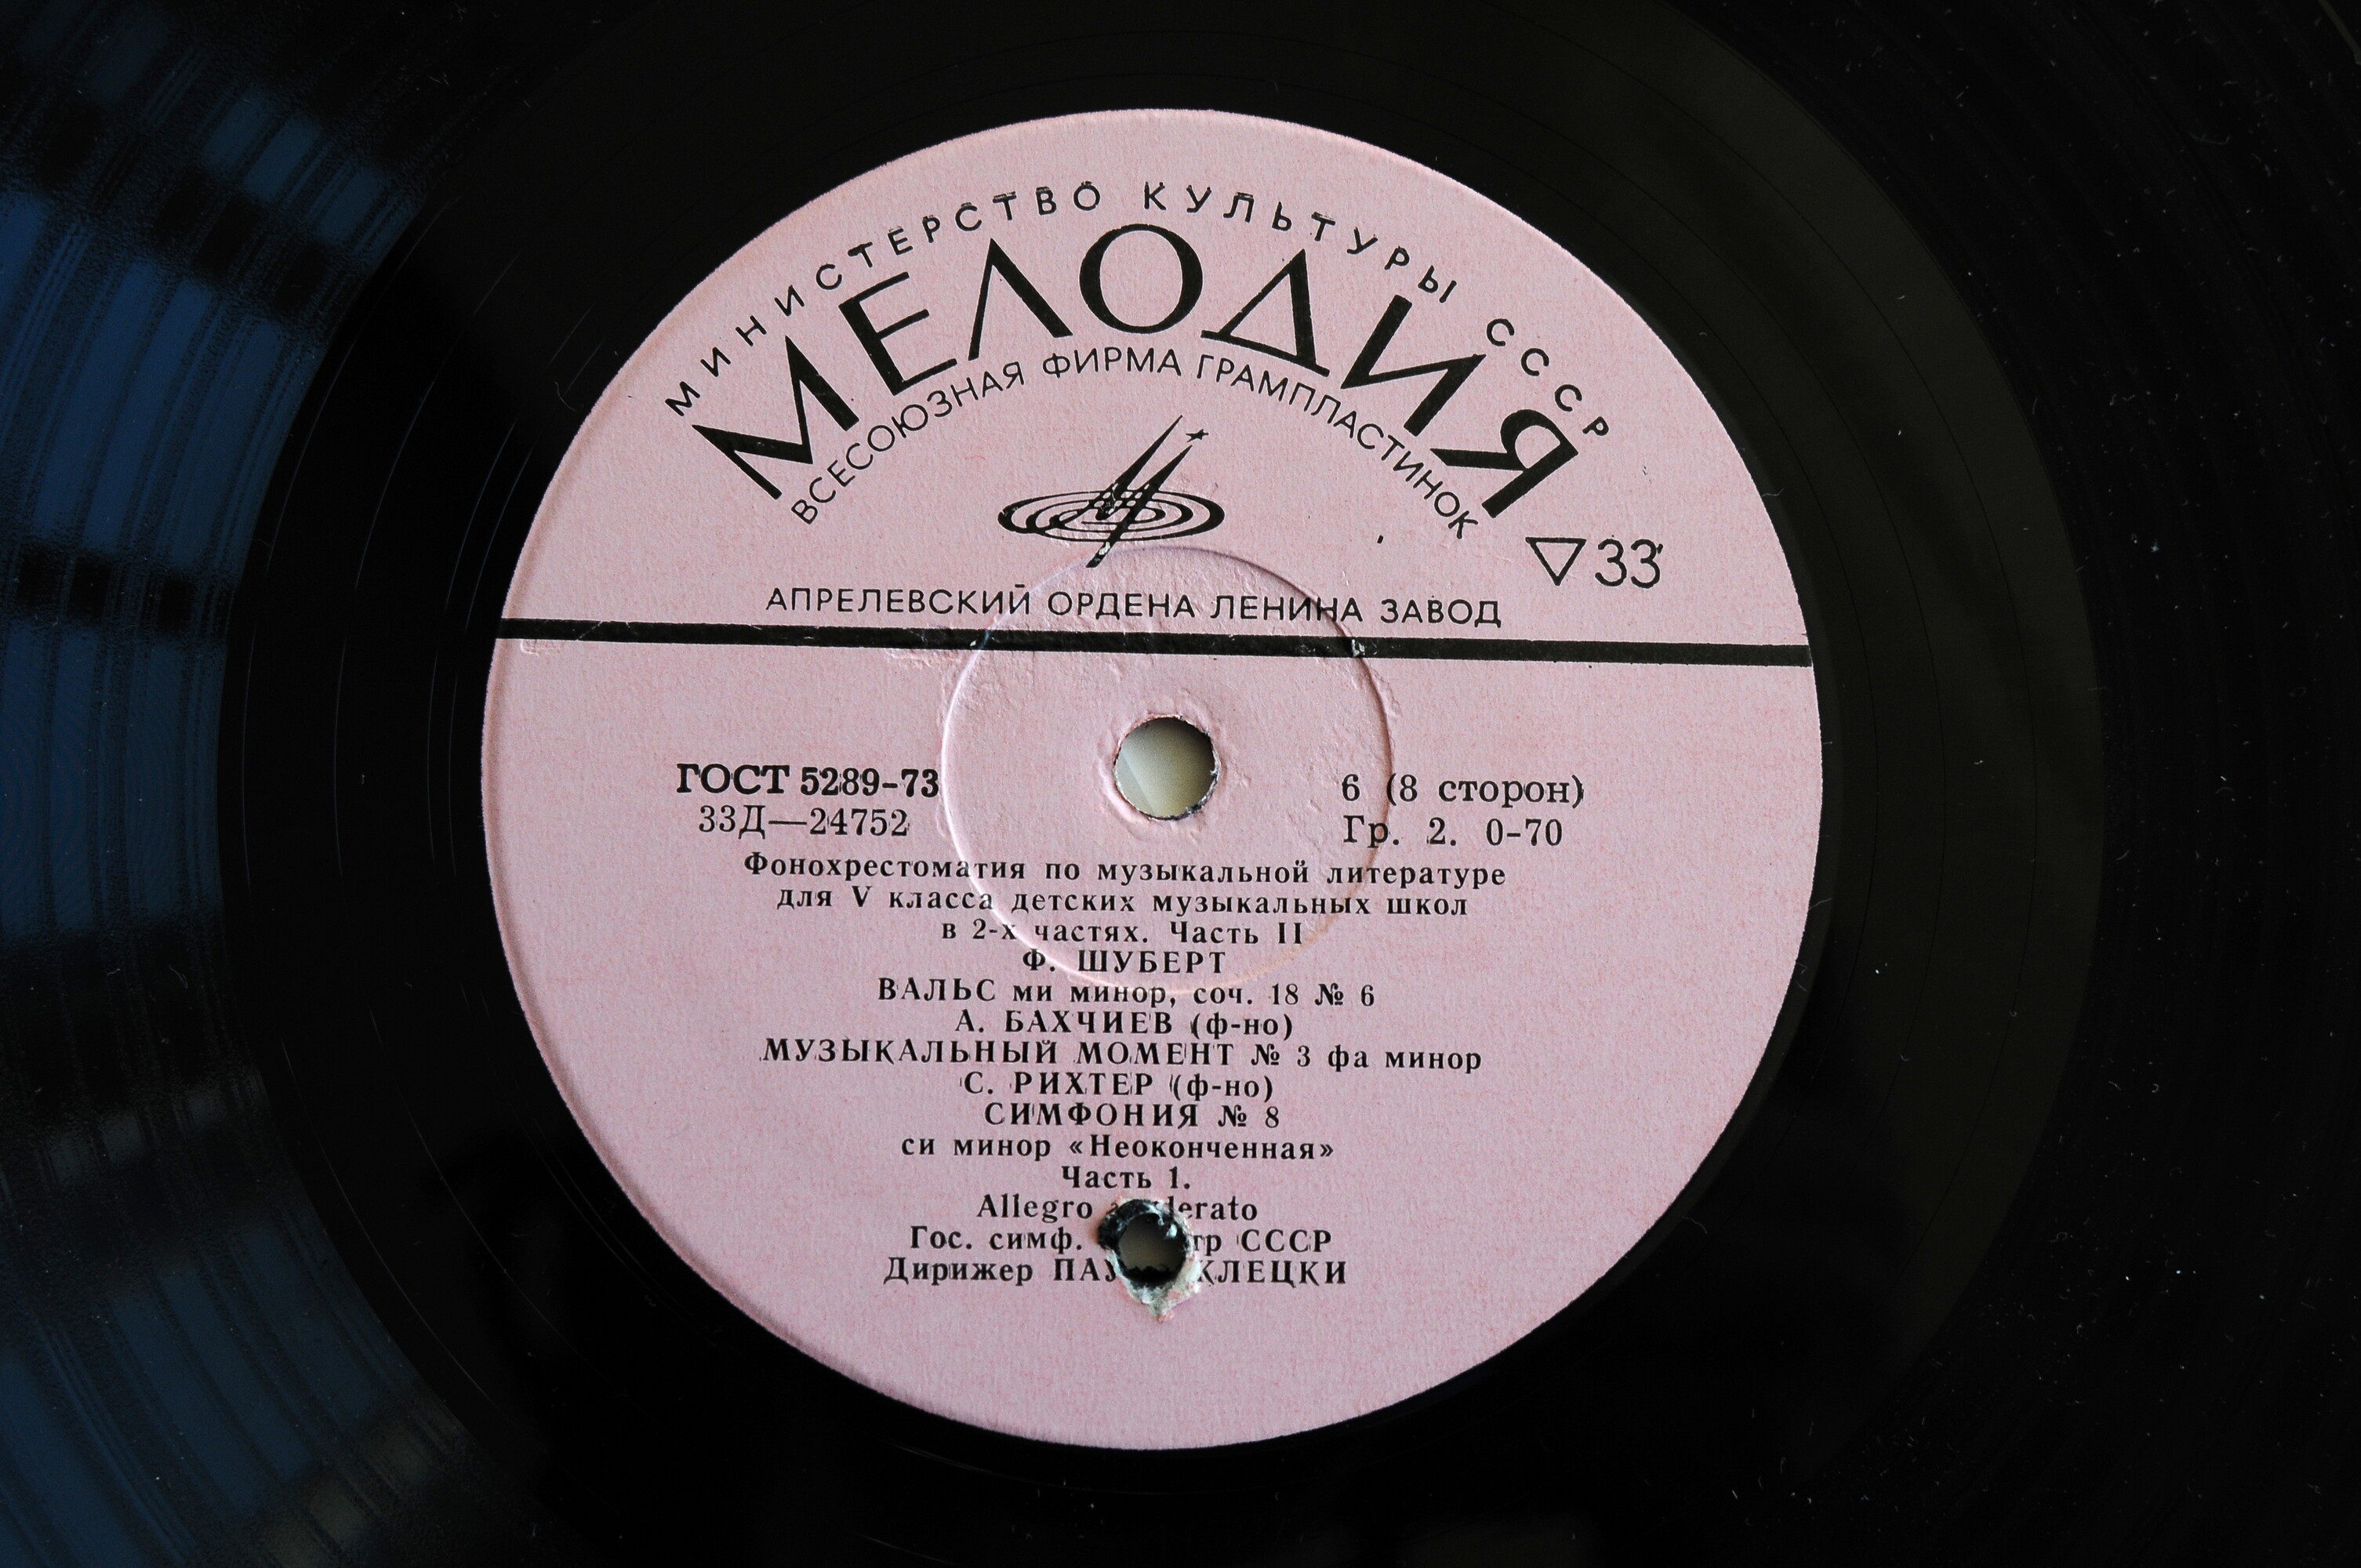 МИНИСТЕРСТВО КУЛЬТУРЫ СССР
МЕЛОДИЯ
ВСЕСОЮЗНАЯ ФИРМА ГРАМПЛАСТИНОК
▽33
АПРЕЛЕВСКИЙ ОРДЕНА ЛЕНИНА ЗАВОД
ГОСТ 5289-73
6 (8 сторон)
33Д—24752
Гр. 2. 0-70
Фонохрестоматия по музыкальной литературе
для V класса детских музыкальных школ
в 2-х частях. Часть II
Ф. ШУБЕРТ
ВАЛЬС ми минор, соч. 18 № 6
А. БАХЧИЕВ (ф-но)
МУЗЫКАЛЬНЫЙ МОМЕНТ № 3 фа минор
С. РИХТЕР (ф-но)
СИМФОНИЯ № 8
си минор «Неоконченная»
Часть 1.
Allegro
Гос. симф. СССР
Дирижер КЛЕЦКИ